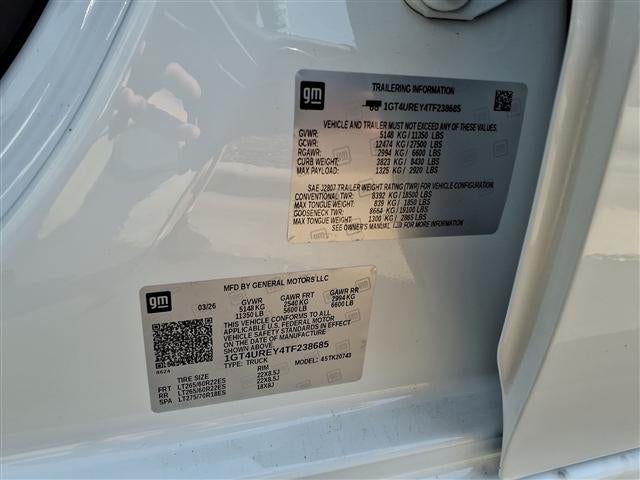 gm
TRAILERING INFORMATION
1GT4UREY4TF238685
VEHICLE AND TRAILER MUST NOT EXCEED ANY OF THESE VALUES.
GVWR: 5148 KG / 11350 LBS
GCWR: 12474 KG / 27500 LBS
RGAWR: 2994 KG / 6600 LBS
CURB WEIGHT: 3823 KG / 8430 LBS
MAX PAYLOAD: 1325 KG / 2920 LBS
SAE J2807 TRAILER WEIGHT RATING (TWR) FOR VEHICLE CONFIGURATION.
CONVENTIONAL TWR: 8392 KG / 18500 LBS
MAX TONGUE WEIGHT: 839 KG / 1850 LBS
GOOSENECK TWR: 8664 KG / 19100 LBS
MAX TONGUE WEIGHT: 1300 KG / 2865 LBS
SEE OWNER'S MANUAL FOR MORE INFORMATION.
gm
MFD BY GENERAL MOTORS LLC
03/26
GVWR GAWR FRT GAWR RR
5148 KG 2540 KG 2994 KG
11350 LB 5600 LB 6600 LB
THIS VEHICLE CONFORMS TO ALL
APPLICABLE U.S. FEDERAL MOTOR
VEHICLE SAFETY STANDARDS IN EFFECT
ON THE DATE OF MANUFACTURE
SHOWN ABOVE.
1GT4UREY4TF238685
TYPE: TRUCK 4STK20743
8624
TIRE SIZE RIM
FRT LT265/60R22ES 22X8.5J
RR LT265/60R22ES 22X8.5J
SPA LT275/70R18ES 18X8J